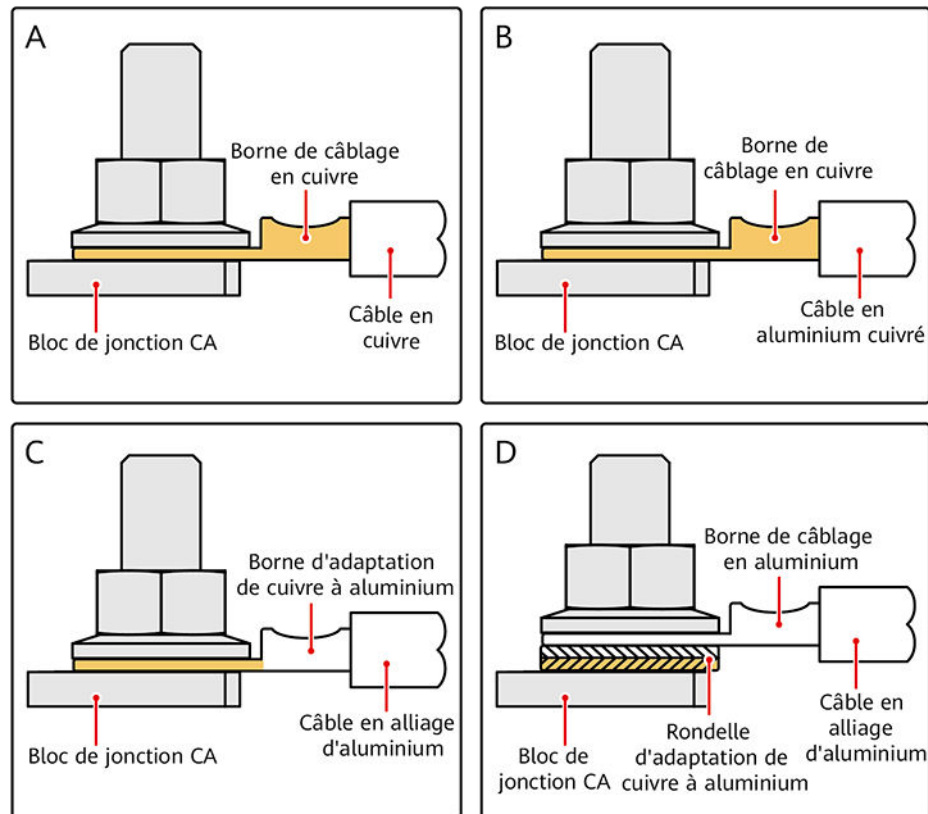 A
Borne de câblage
en cuivre
Câble en
cuivre
Bloc de jonction CA
B
Borne de
câblage en cuivre
Câble en
aluminium cuivré
Bloc de jonction CA
C
Borne d'adaptation
de cuivre à aluminium
Câble en alliage
d'aluminium
Bloc de jonction CA
D
Borne de câblage
en aluminium
Câble en
alliage
d'aluminium
Rondelle
d'adaptation de
cuivre à aluminium
Bloc de
jonction CA